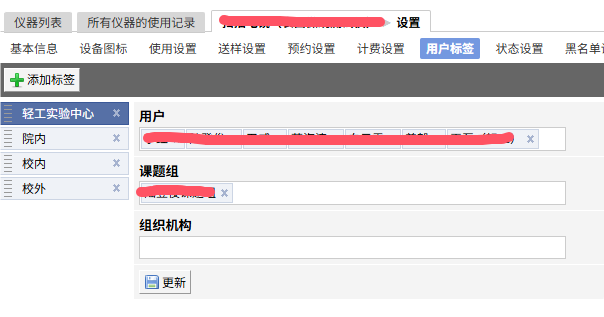 仪器列表 所有仪器的使用记录 设置
基本信息 设备图标 使用设置 送样设置 预约设置 计费设置 用户标签 状态设置 黑名单
添加标签
轻工实验中心
院内
校内
校外
用户
课题组
组织机构
更新